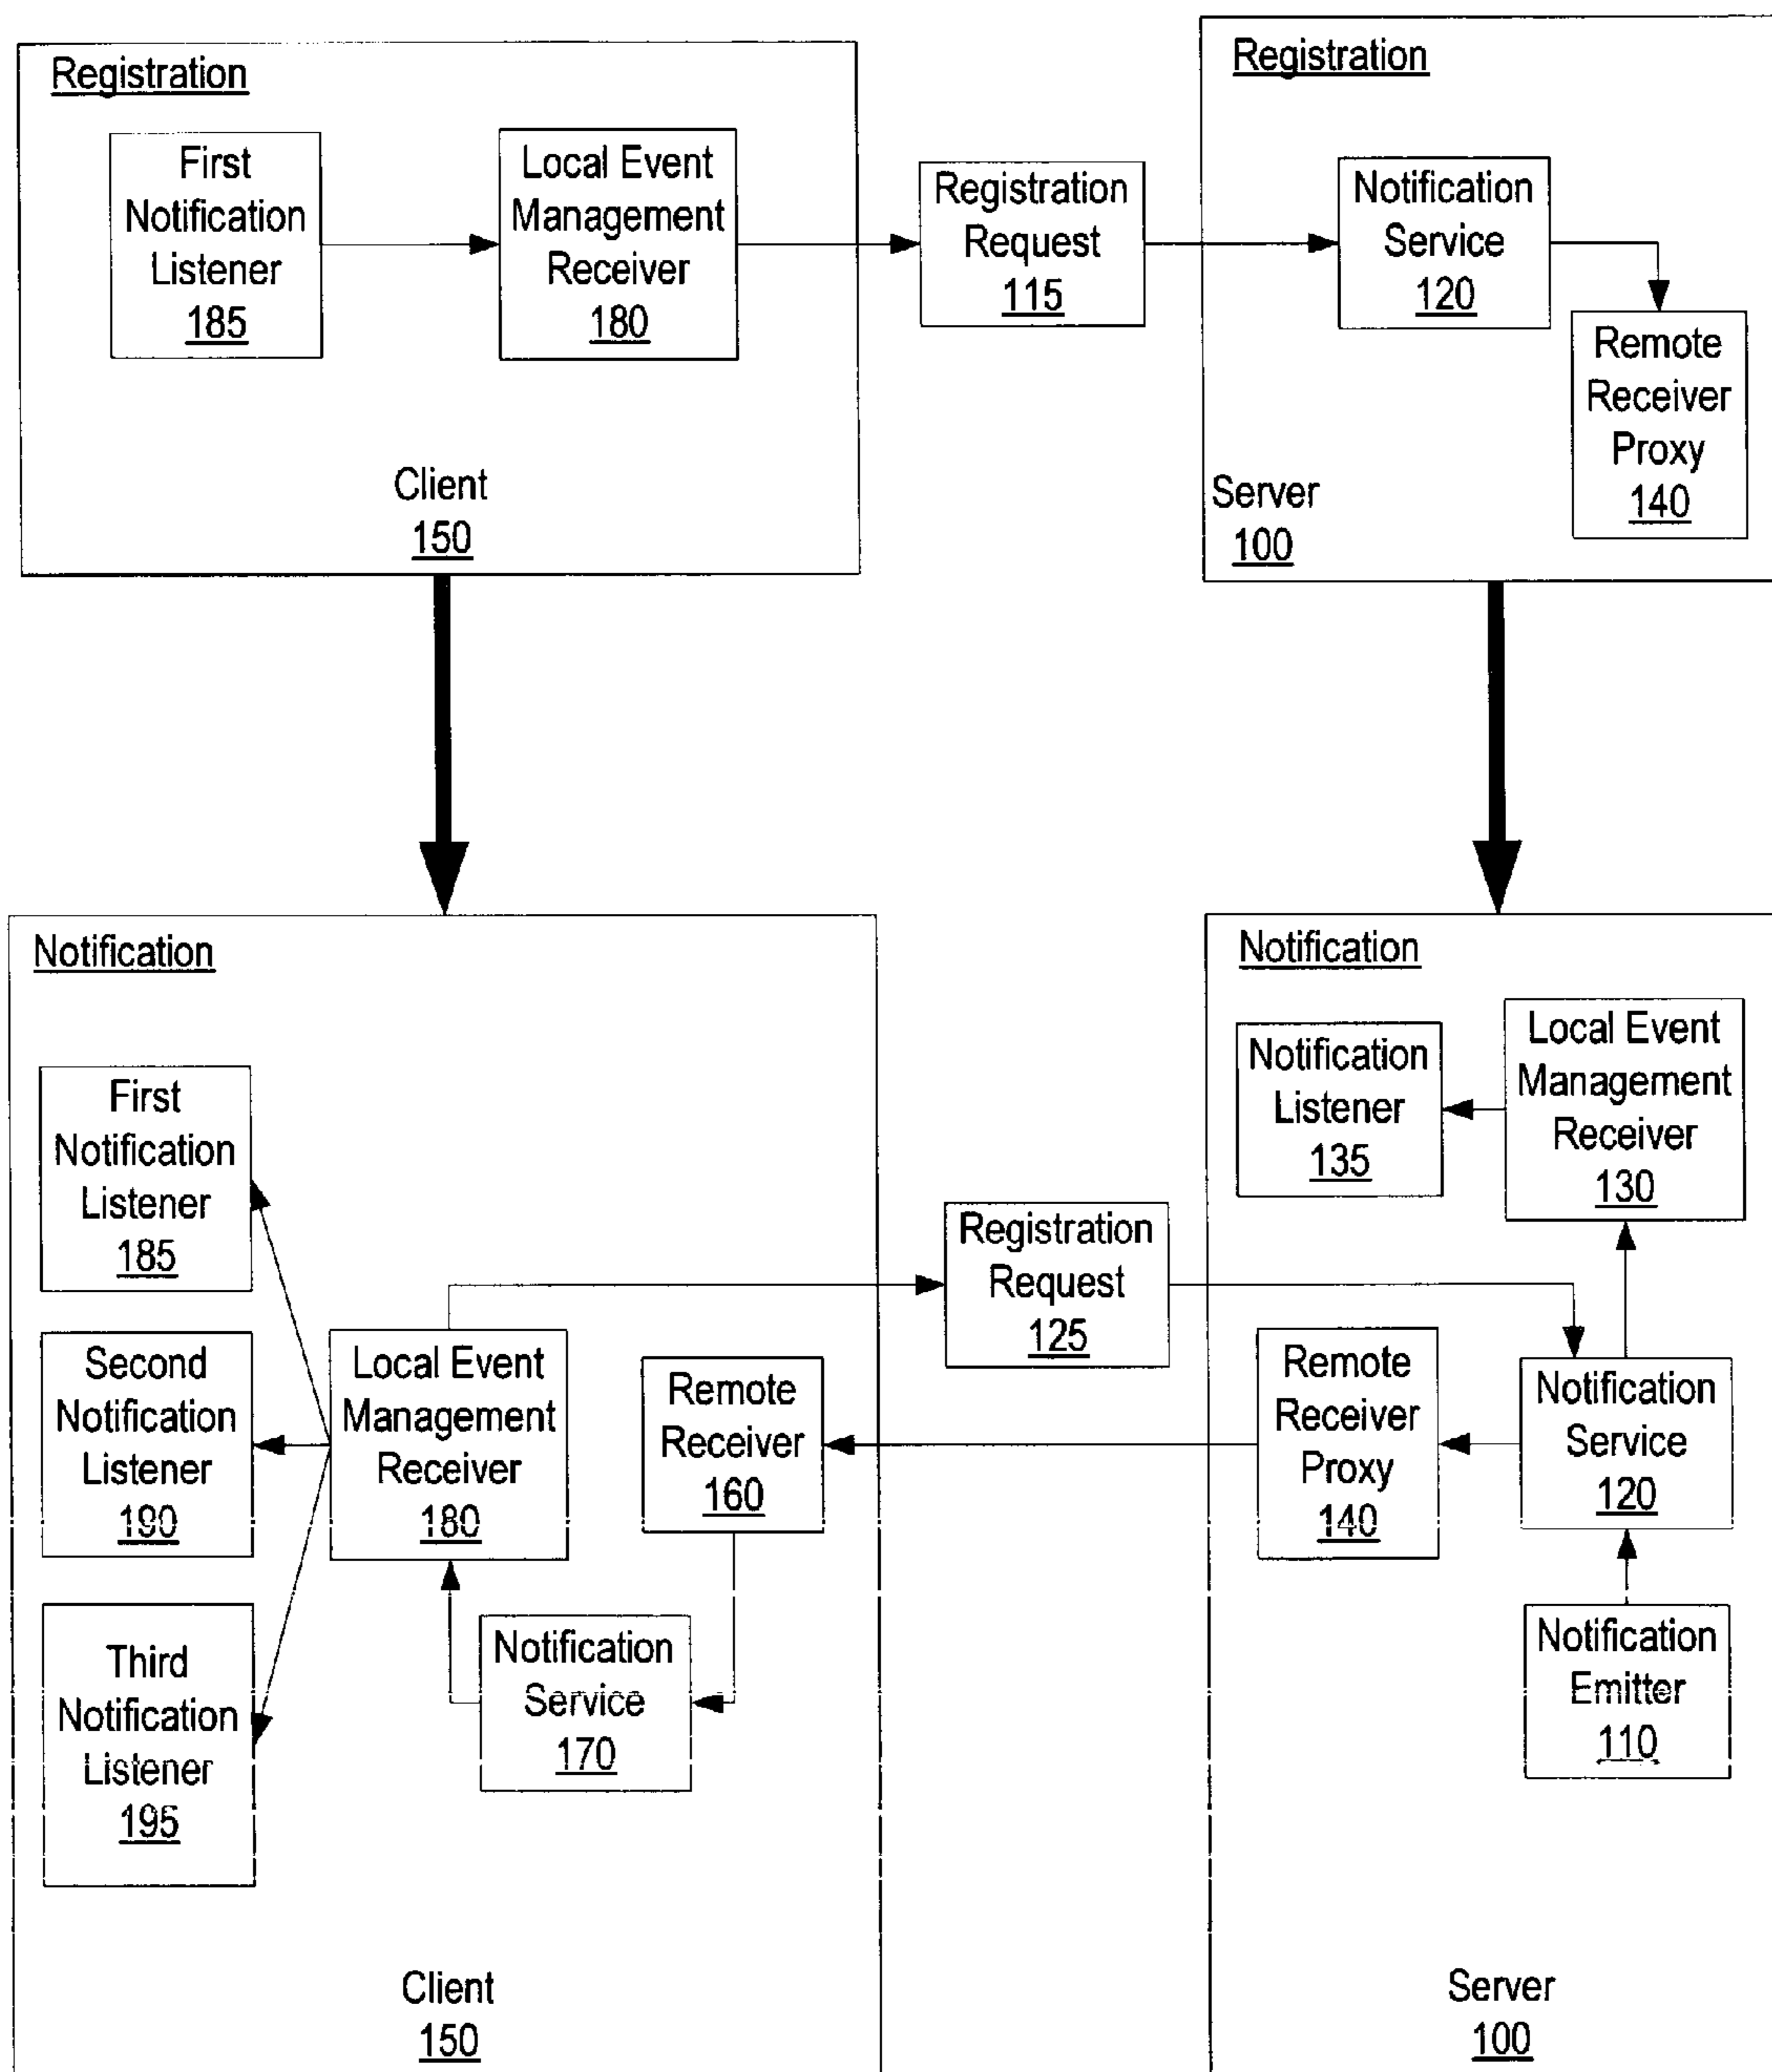 Registration
First
Notification
Listener
185
Local Event
Management
Receiver
180
Client
150
Registration
Request
115
Registration
Notification
Service
120
Remote
Receiver
Proxy
140
Server
100
Notification
First
Notification
Listener
185
Second
Notification
Listener
190
Third
Notification
Listener
195
Local Event
Management
Receiver
180
Remote
Receiver
160
Notification
Service
170
Client
150
Registration
Request
125
Notification
Notification
Listener
135
Local Event
Management
Receiver
130
Remote
Receiver
Proxy
140
Notification
Service
120
Notification
Emitter
110
Server
100